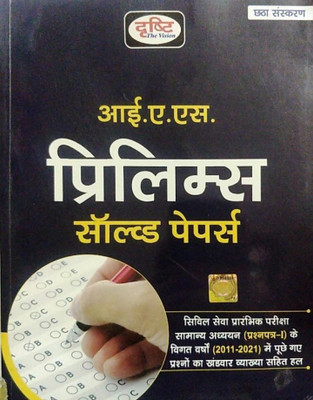 दृष्टि
The Vision
छठा संस्करण
आई.ए.एस.
प्रिलिम्स
सॉल्व्ड पेपर्स
सिविल सेवा प्रारंभिक परीक्षा
सामान्य अध्ययन (प्रश्नपत्र-I) के
विगत वर्षों (2011-2021) में पूछे गए
प्रश्नों का खंडवार व्याख्या सहित हल